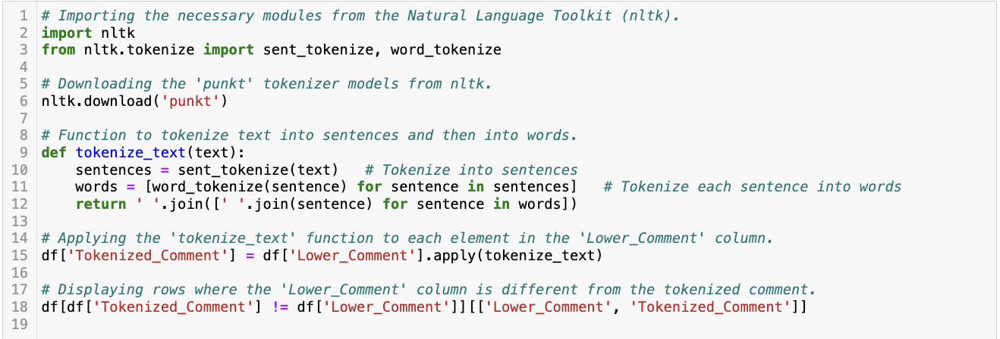 1 # Importing the necessary modules from the Natural Language Toolkit (nltk).
2 import nltk
3 from nltk.tokenize import sent_tokenize, word_tokenize
4
5 # Downloading the 'punkt' tokenizer models from nltk.
6 nltk.download('punkt')
7
8 # Function to tokenize text into sentences and then into words.
9 def tokenize_text(text):
10     sentences = sent_tokenize(text)   # Tokenize into sentences
11     words = [word_tokenize(sentence) for sentence in sentences]   # Tokenize each sentence into words
12     return ' '.join([' '.join(sentence) for sentence in words])
13
14 # Applying the 'tokenize_text' function to each element in the 'Lower_Comment' column.
15 df['Tokenized_Comment'] = df['Lower_Comment'].apply(tokenize_text)
16
17 # Displaying rows where the 'Lower_Comment' column is different from the tokenized comment.
18 df[df['Tokenized_Comment'] != df['Lower_Comment']][['Lower_Comment', 'Tokenized_Comment']]
19